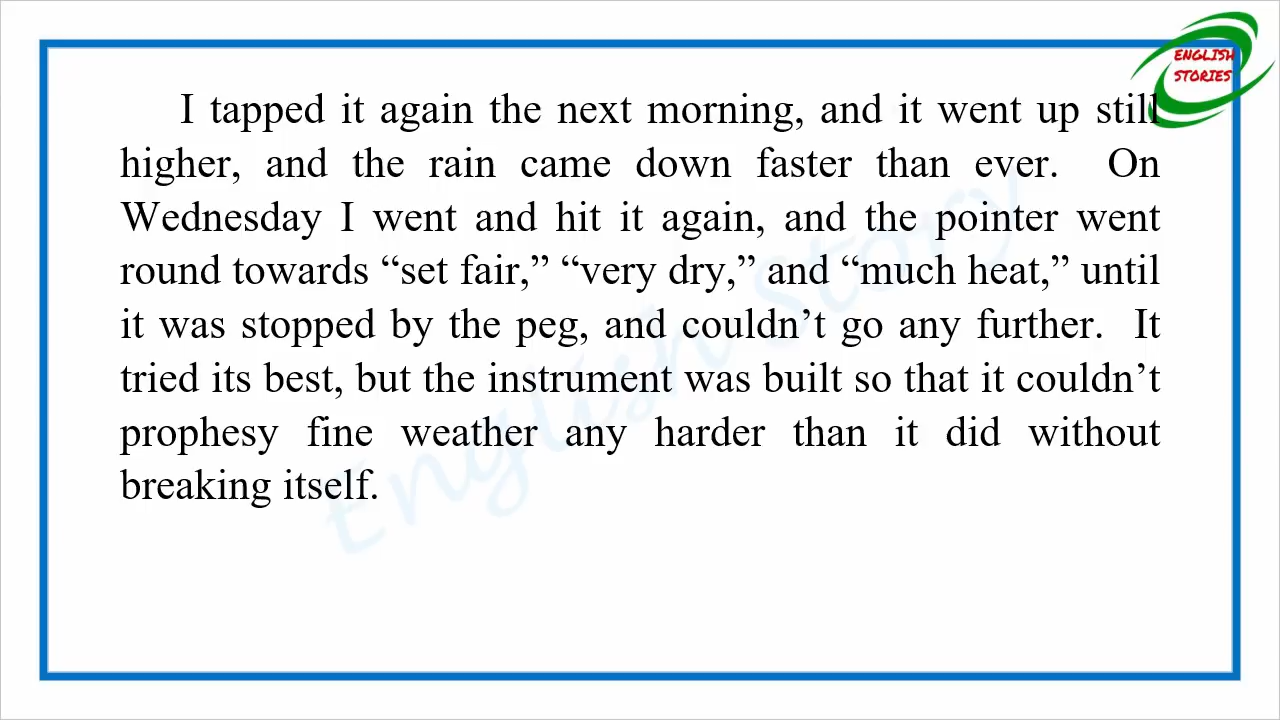 ENGLISH
STORIES
I tapped it again the next morning, and it went up still
higher, and the rain came down faster than ever.  On
Wednesday I went and hit it again, and the pointer went
round towards “set fair,” “very dry,” and “much heat,” until
it was stopped by the peg, and couldn’t go any further.  It
tried its best, but the instrument was built so that it couldn’t
prophesy fine weather any harder than it did without
breaking itself.
English Story